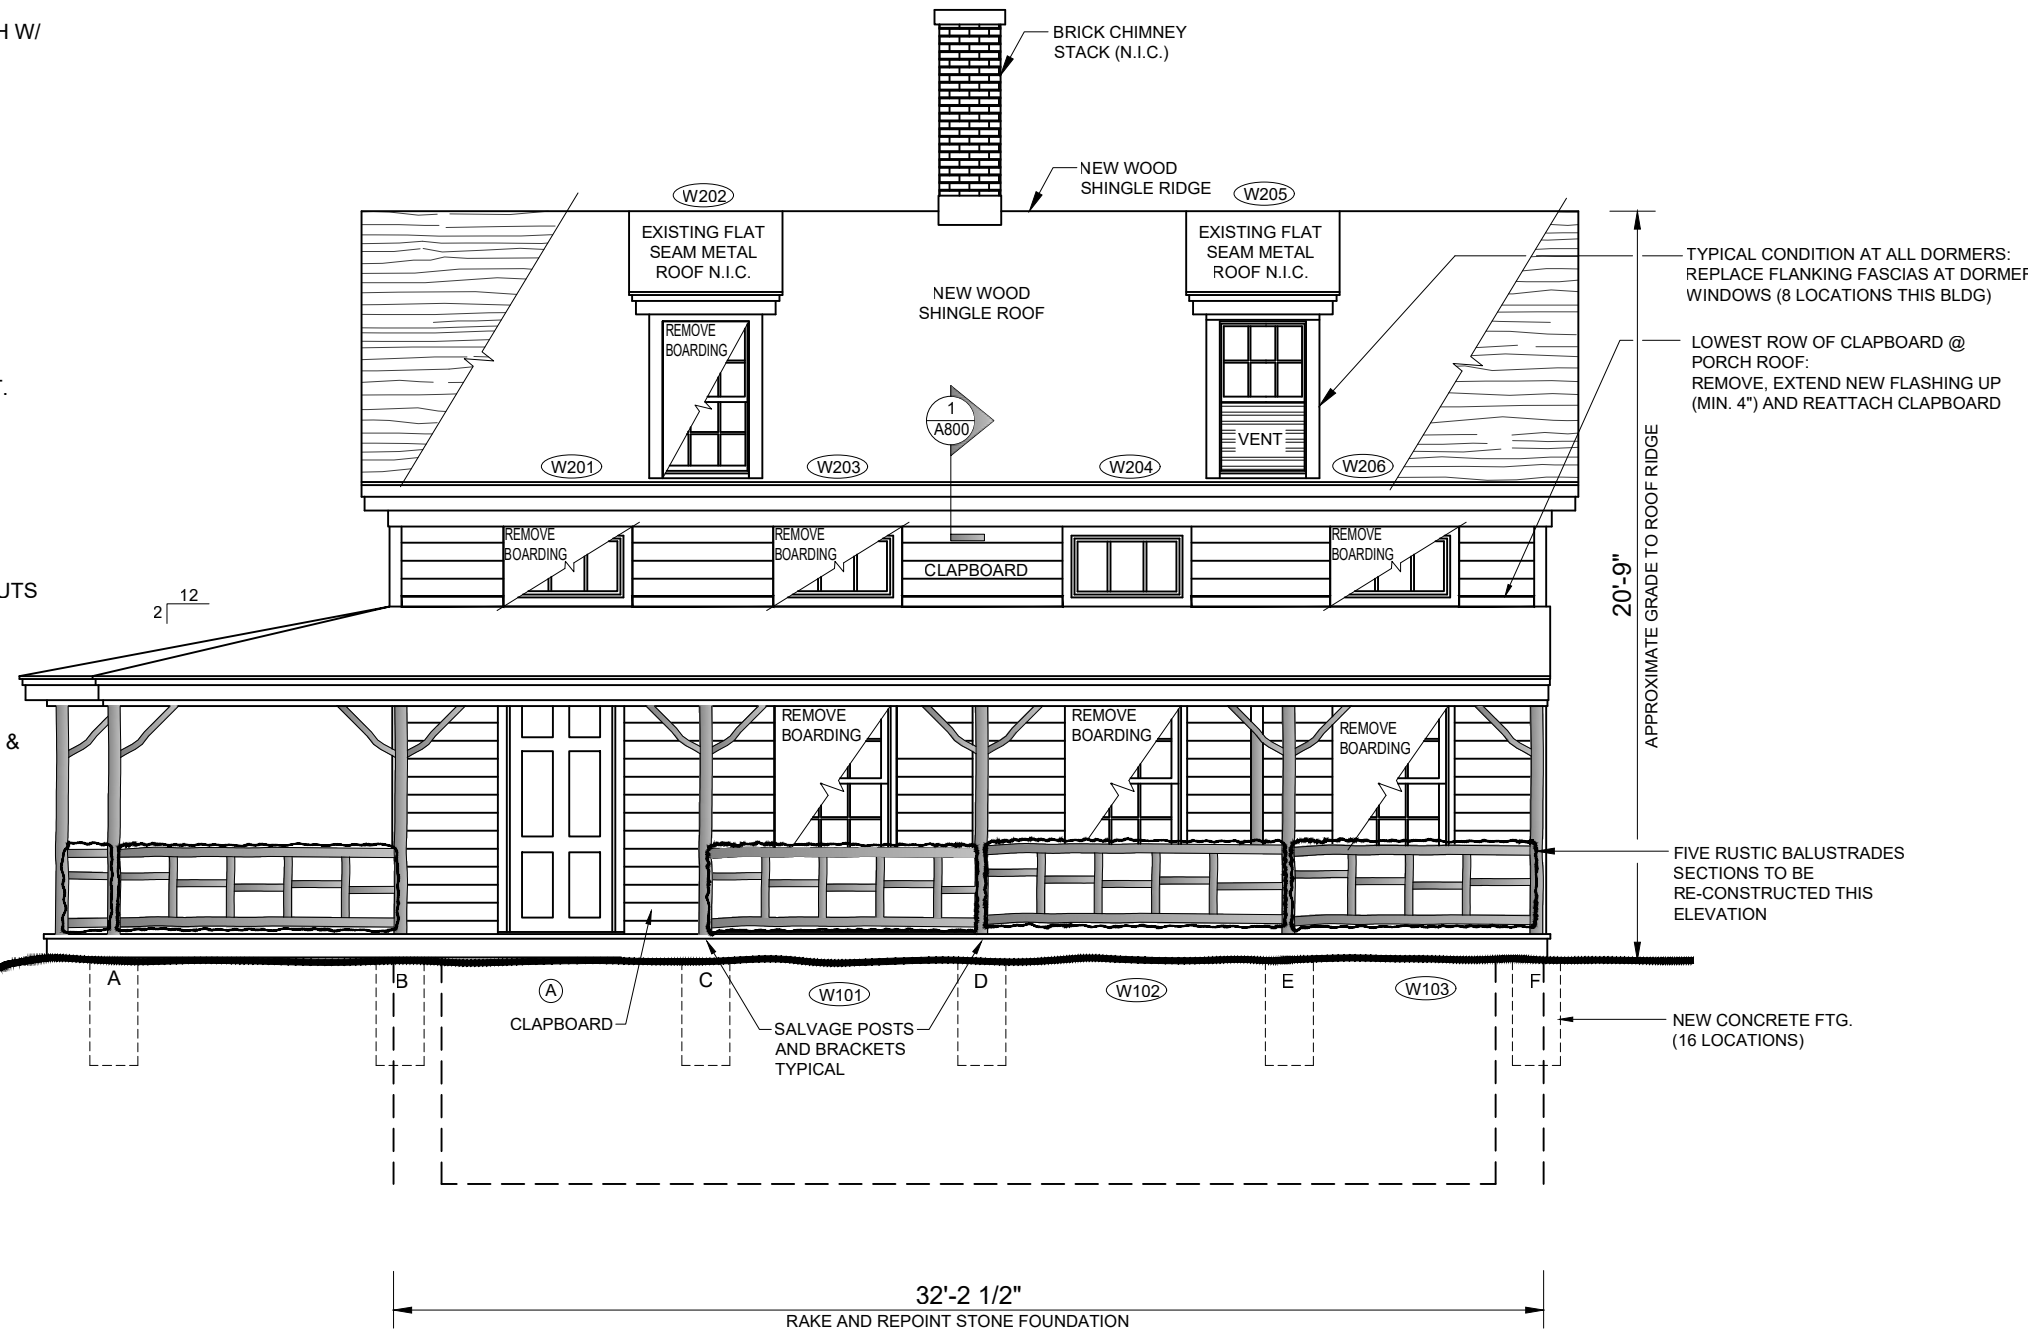 H W/
BRICK CHIMNEY
STACK (N.I.C.)
NEW WOOD
SHINGLE RIDGE
W202
W205
EXISTING FLAT
SEAM METAL
ROOF N.I.C.
EXISTING FLAT
SEAM METAL
ROOF N.I.C.
TYPICAL CONDITION AT ALL DORMERS:
REPLACE FLANKING FASCIAS AT DORMER
WINDOWS (8 LOCATIONS THIS BLDG)
NEW WOOD
SHINGLE ROOF
REMOVE
BOARDING
LOWEST ROW OF CLAPBOARD @
PORCH ROOF:
REMOVE, EXTEND NEW FLASHING UP
(MIN. 4") AND REATTACH CLAPBOARD
T.
1
A800
VENT
W201
W203
W204
W206
REMOVE
BOARDING
REMOVE
BOARDING
CLAPBOARD
REMOVE
BOARDING
20'-9"
APPROXIMATE GRADE TO ROOF RIDGE
UTS
12
2
&
REMOVE
BOARDING
REMOVE
BOARDING
REMOVE
BOARDING
FIVE RUSTIC BALUSTRADES
SECTIONS TO BE
RE-CONSTRUCTED THIS
ELEVATION
A
B
A
C
W101
D
W102
E
W103
F
CLAPBOARD
SALVAGE POSTS
AND BRACKETS
TYPICAL
NEW CONCRETE FTG.
(16 LOCATIONS)
32'-2 1/2"
RAKE AND REPOINT STONE FOUNDATION